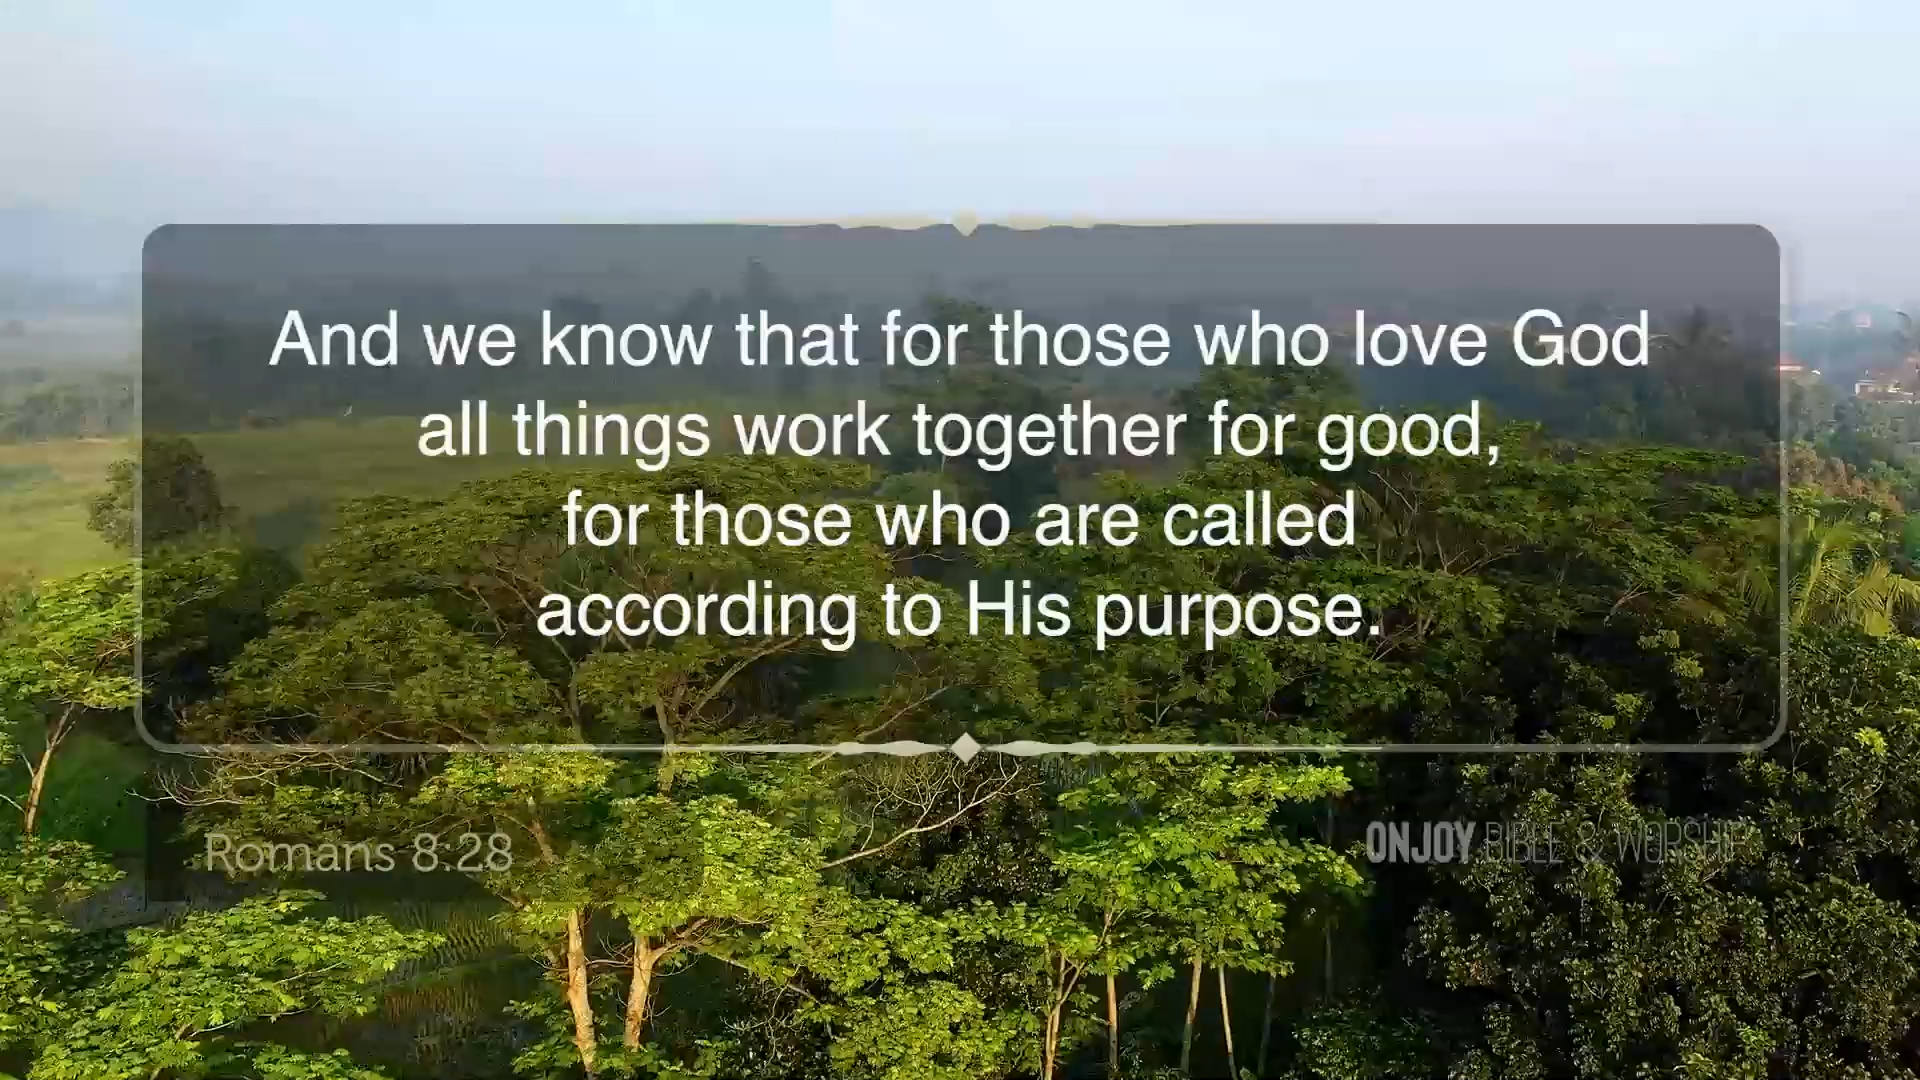 And we know that for those who love God
all things work together for good,
for those who are called
according to His purpose.
Romans 8:28
ONJOY BIBLE & WORSHIP